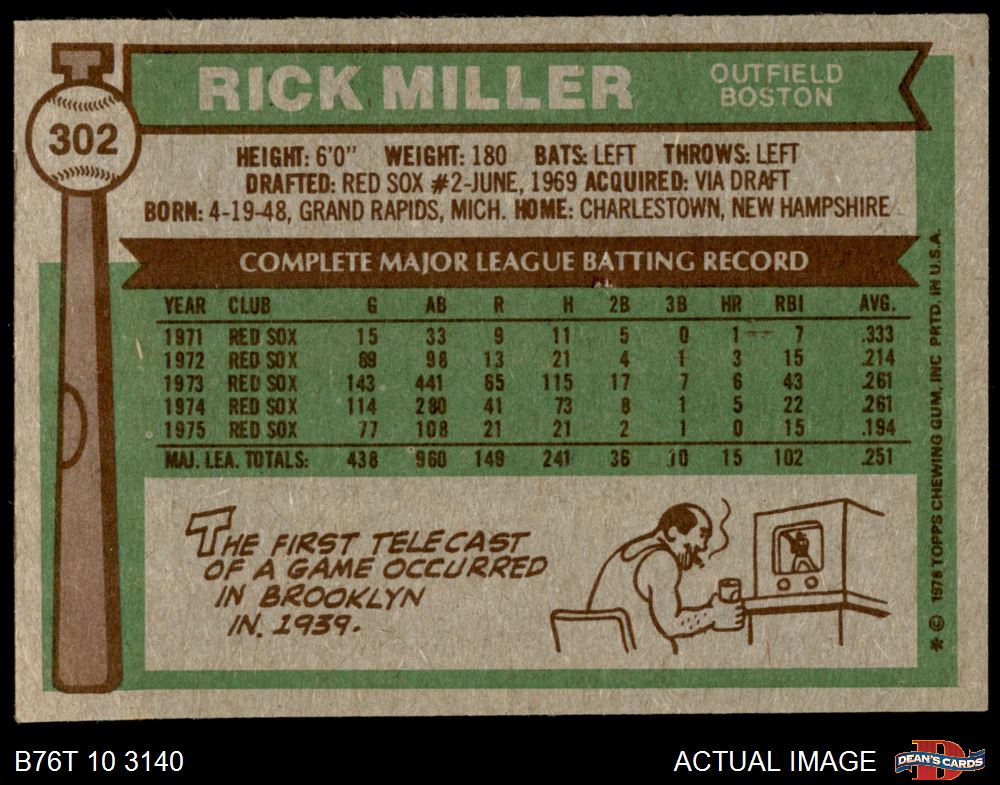 RICK MILLER
OUTFIELD
BOSTON
302
HEIGHT: 6'0" WEIGHT: 180 BATS: LEFT THROWS: LEFT
DRAFTED: RED SOX #2-JUNE, 1969 ACQUIRED: VIA DRAFT
BORN: 4-19-48, GRAND RAPIDS, MICH. HOME: CHARLESTOWN, NEW HAMPSHIRE
COMPLETE MAJOR LEAGUE BATTING RECORD
YEAR CLUB G AB R H 2B 3B HR RBI AVG.
1971 RED SOX 15 33 9 11 5 0 1 7 .333
1972 RED SOX 89 98 13 21 4 1 3 15 .214
1973 RED SOX 143 441 65 115 17 7 6 43 .261
1974 RED SOX 114 280 41 73 8 1 5 22 .261
1975 RED SOX 77 108 21 21 2 1 0 15 .194
MAJ. LEA. TOTALS: 438 960 149 241 36 10 15 102 .251
THE FIRST TELECAST
OF A GAME OCCURRED
IN BROOKLYN
IN. 1939.
* © 1976 TOPPS CHEWING GUM, INC PRTD. IN U.S.A.
B76T 10 3140
ACTUAL IMAGE
D
DEAN'S CARDS